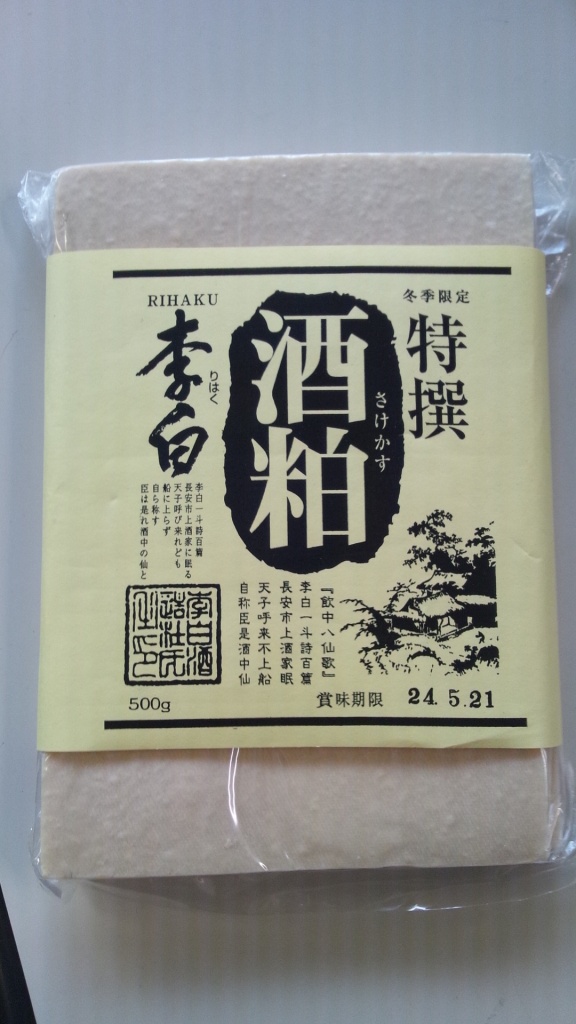 冬季限定
特撰
酒粕
さけかす
RIHAKU
李白
りはく
李白一斗詩百篇
長安市上酒家に眠る
天子呼び来れども
船に上らず
自ら称す
臣は是れ酒中の仙と
『飲中八仙歌』
李白一斗詩百篇
長安市上酒家眠
天子呼来不上船
自称臣是酒中仙
李白酒
500g
賞味期限 24.5.21